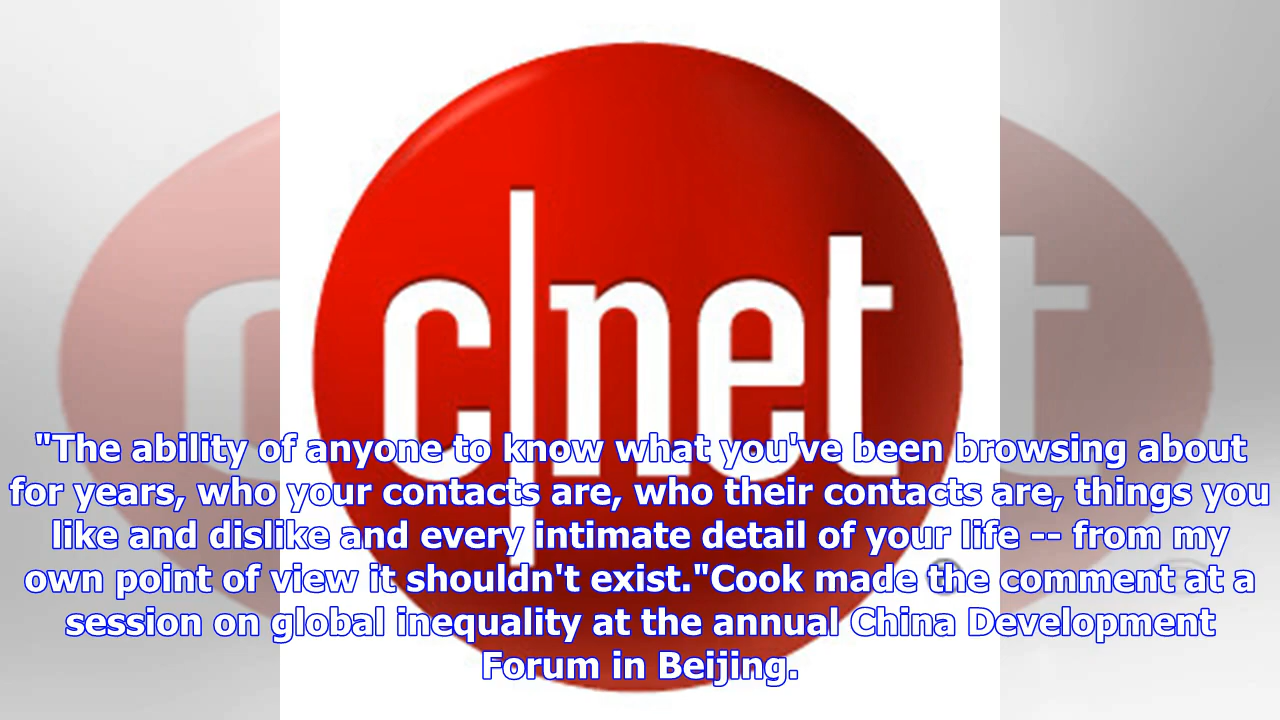 c|net
"The ability of anyone to know what you've been browsing about
for years, who your contacts are, who their contacts are, things you
like and dislike and every intimate detail of your life -- from my
own point of view it shouldn't exist."Cook made the comment at a
session on global inequality at the annual China Development
Forum in Beijing.